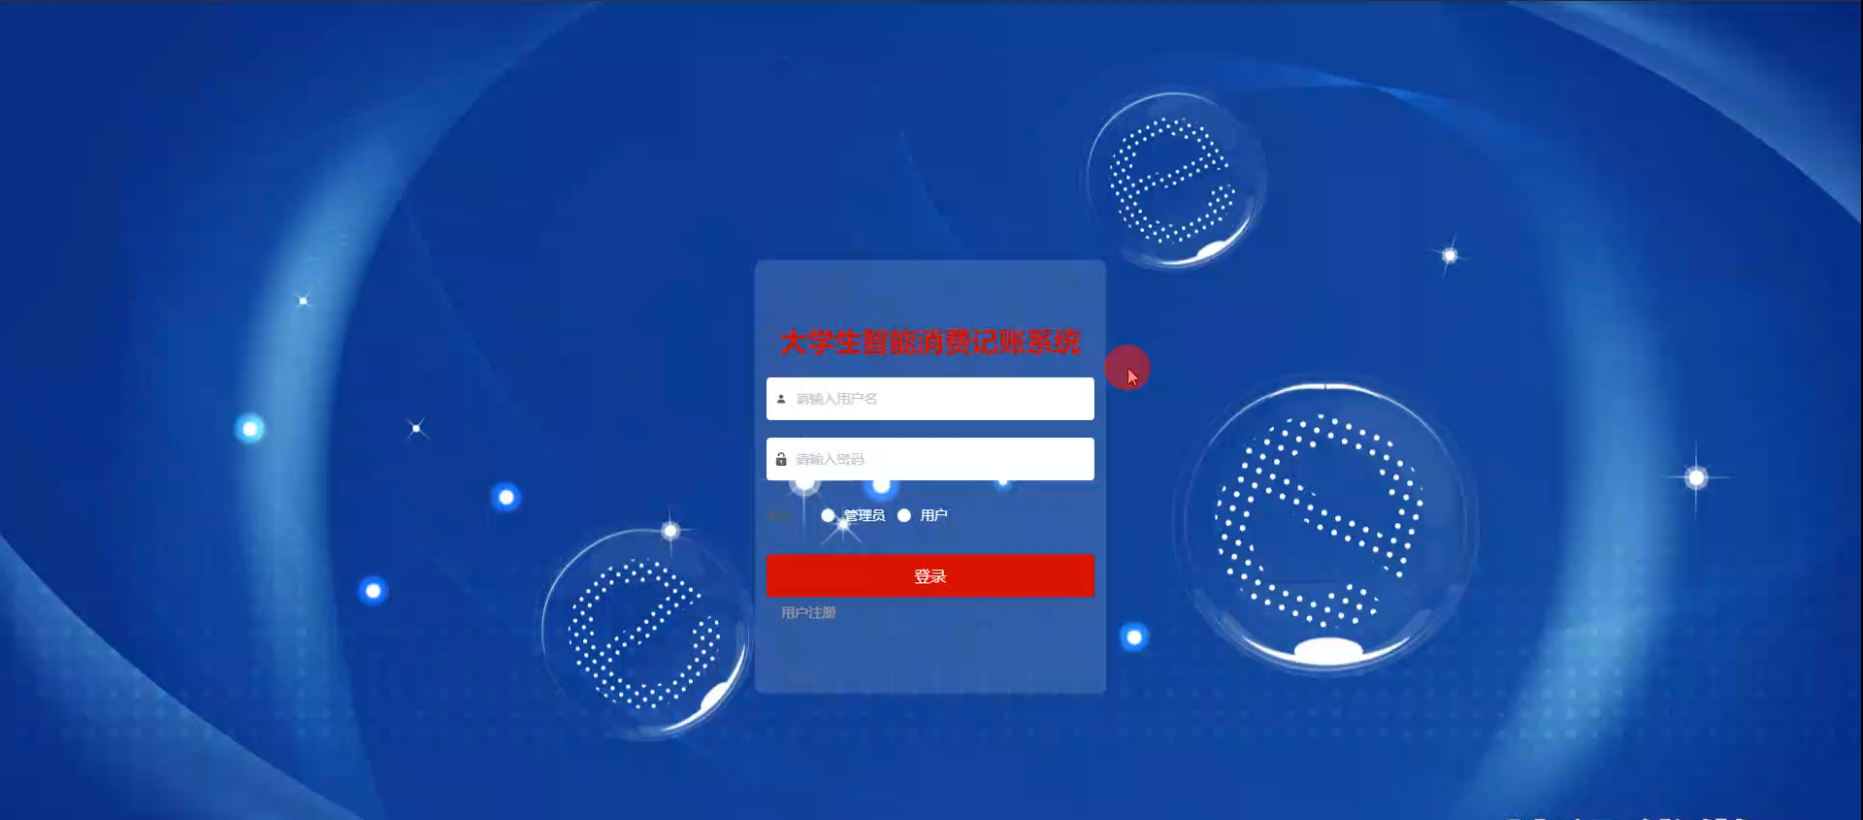 大学生智能消费记账系统
请输入用户名
请输入密码
管理员 用户
登录
用户注册